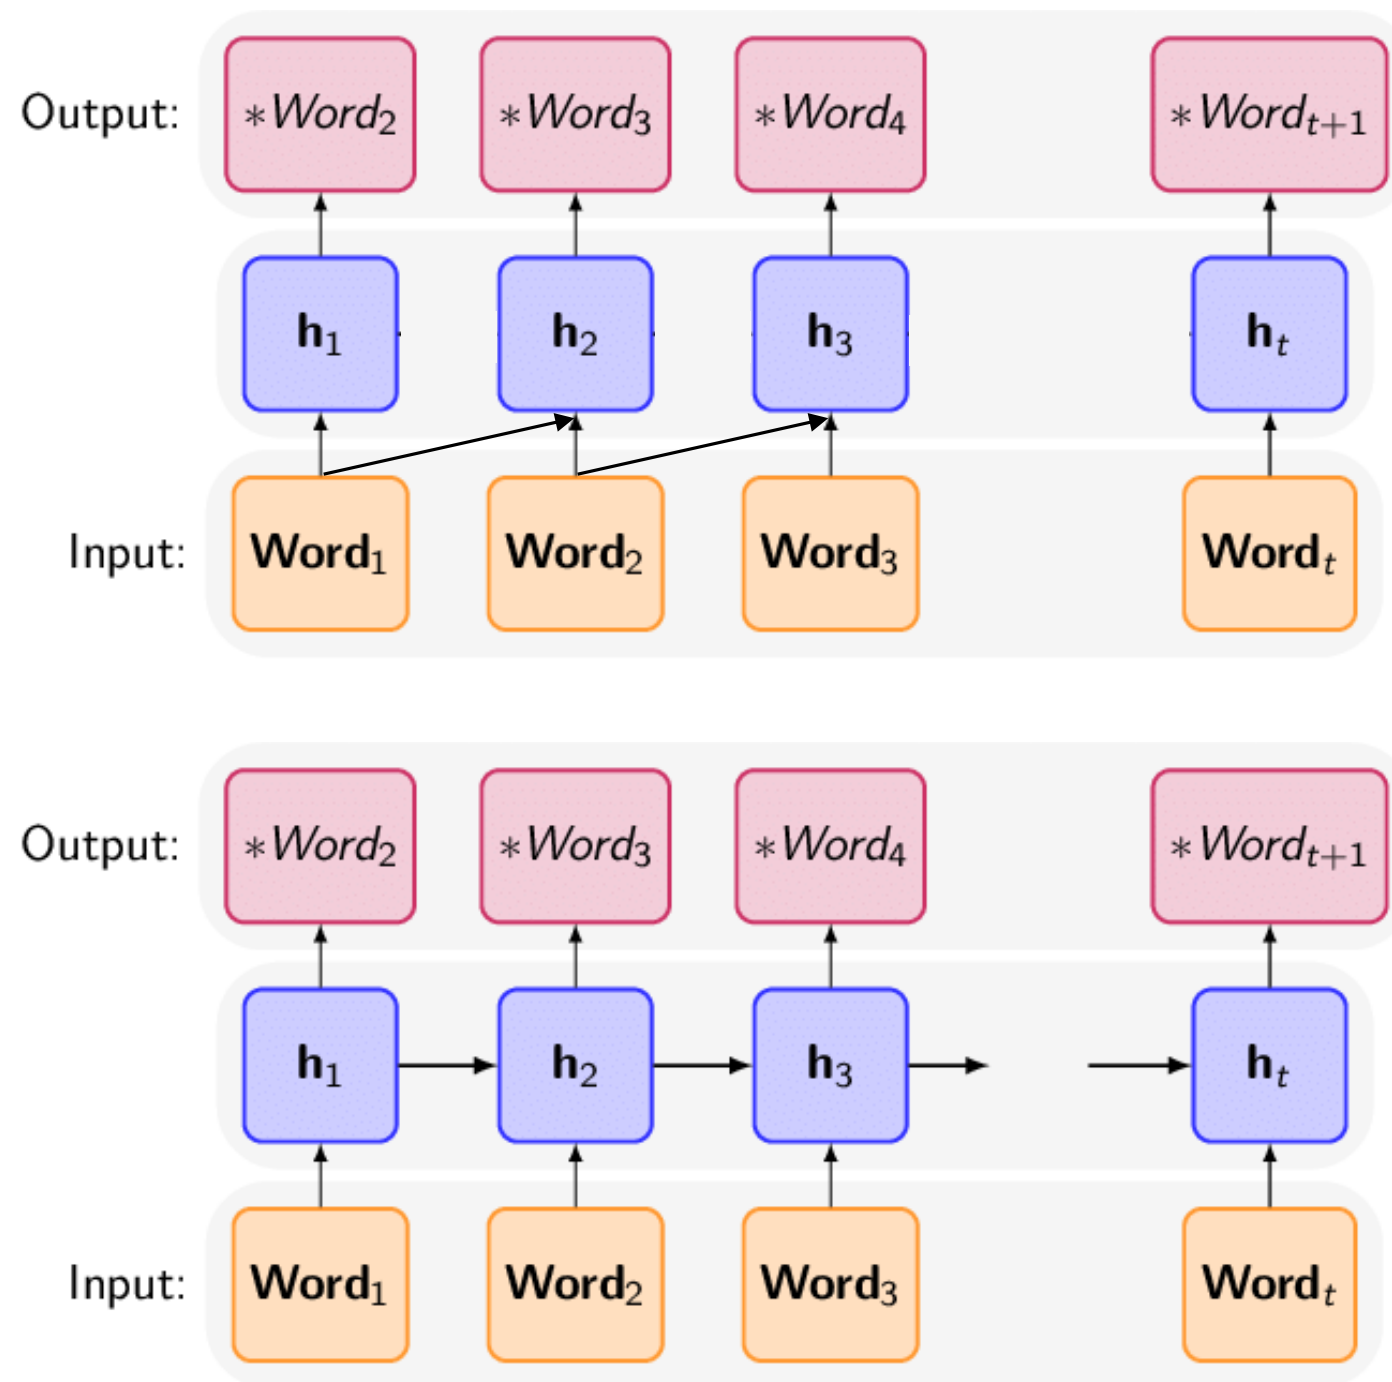 Output: *Word₂ *Word₃ *Word₄ *Wordₜ₊₁
h₁ h₂ h₃ hₜ
Input: Word₁ Word₂ Word₃ Wordₜ
Output: *Word₂ *Word₃ *Word₄ *Wordₜ₊₁
h₁ h₂ h₃ hₜ
Input: Word₁ Word₂ Word₃ Wordₜ